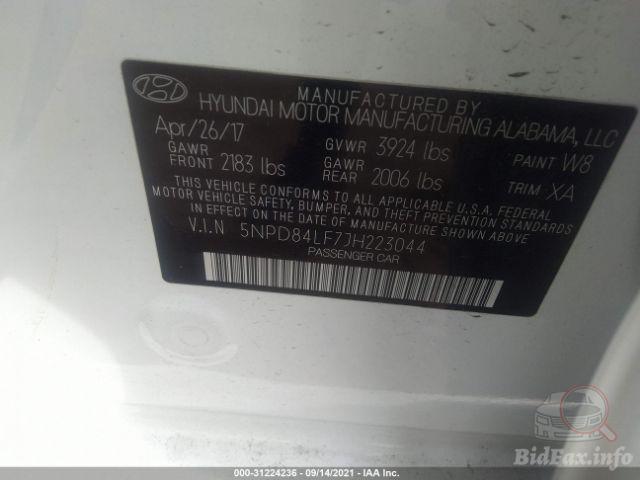 MANUFACTURED BY
HYUNDAI MOTOR MANUFACTURING ALABAMA, LLC
Apr/26/17 GVWR 3924 lbs PAINT W8
GAWR FRONT 2183 lbs GAWR REAR 2006 lbs TRIM XA
THIS VEHICLE CONFORMS TO ALL APPLICABLE U.S.A. FEDERAL
MOTOR VEHICLE SAFETY, BUMPER, AND THEFT PREVENTION STANDARDS
IN EFFECT ON THE DATE OF MANUFACTURE SHOWN ABOVE.
V.I.N 5NPD84LF7JH223044
PASSENGER CAR
BidFax.info
000-31224236 - 09/14/2021 - IAA Inc.